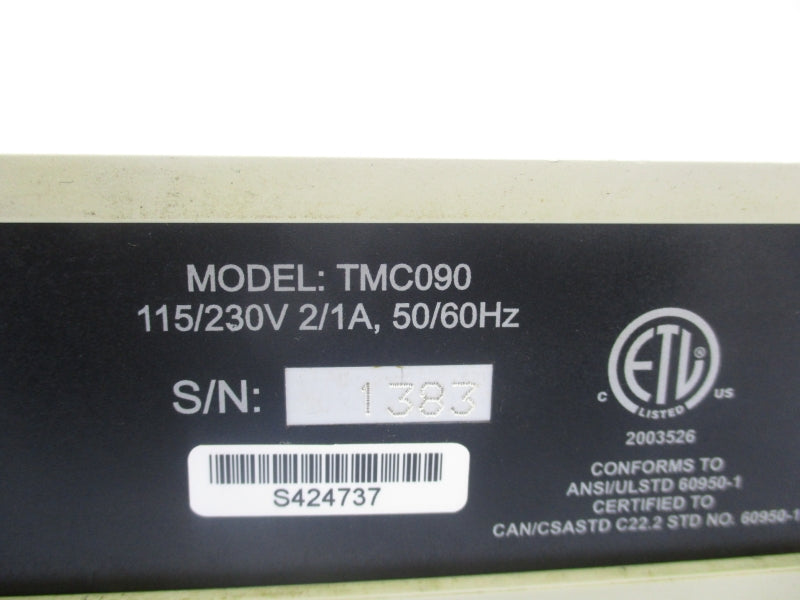 MODEL: TMC090
115/230V 2/1A, 50/60Hz
S/N: 1383
S424737
ETL®
C US
LISTED
2003526
CONFORMS TO
ANSI/ULSTD 60950-1
CERTIFIED TO
CAN/CSASTD C22.2 STD NO. 60950-1